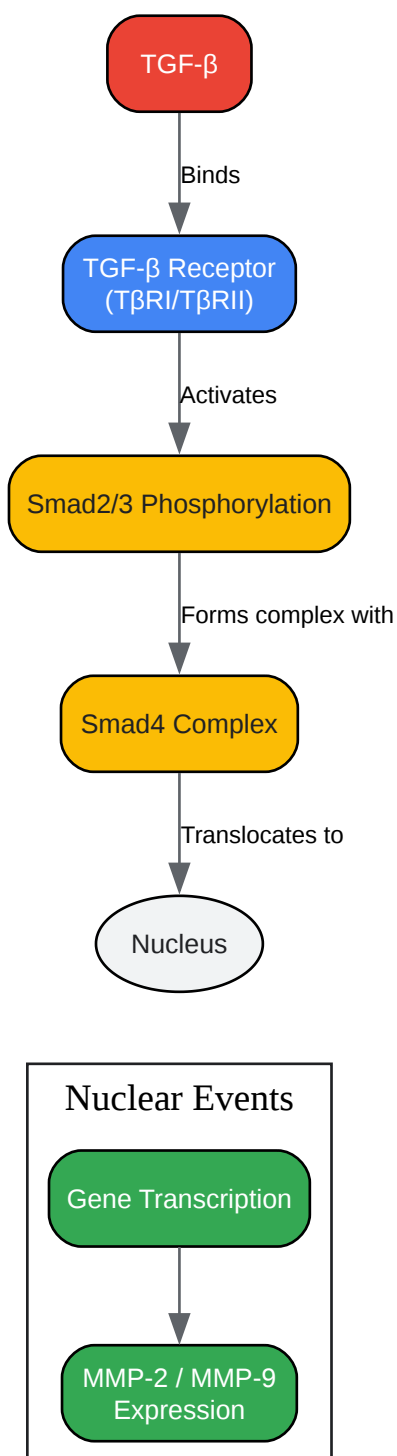 TGF-β
Binds
TGF-β Receptor
(TβRI/TβRII)
Activates
Smad2/3 Phosphorylation
Forms complex with
Smad4 Complex
Translocates to
Nucleus
Nuclear Events
Gene Transcription
MMP-2 / MMP-9
Expression